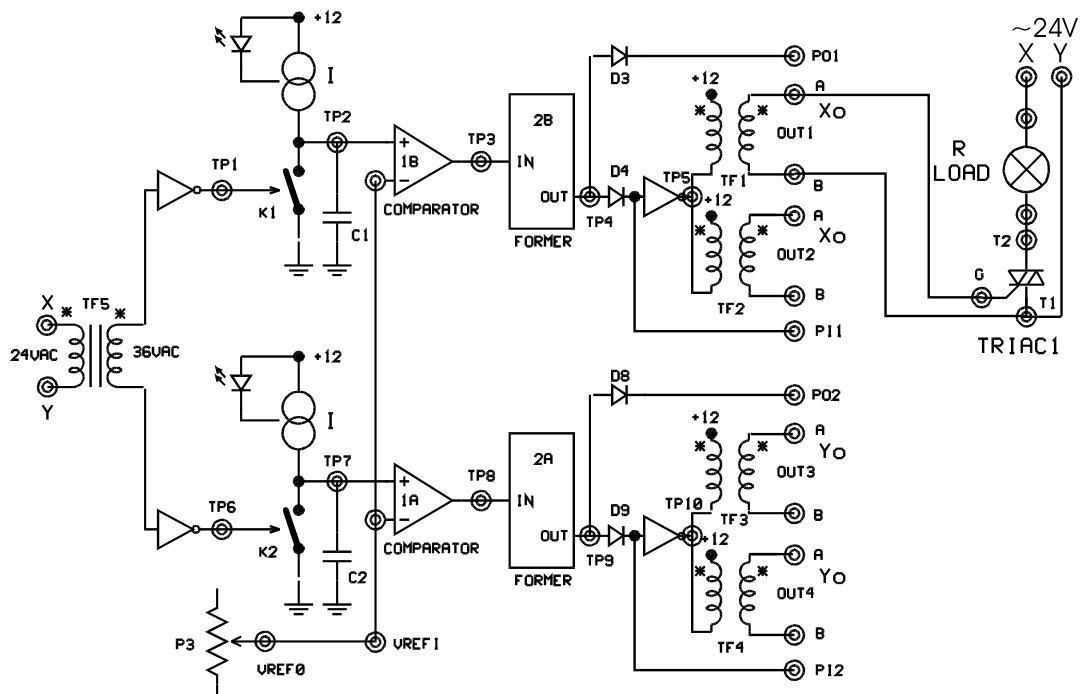 +12
I
TP1
K1
TP2
C1
+
1B
-
COMPARATOR
TP3
IN
2B
OUT
FORMER
TP4
D3
D4
PO1
TP5
+12
*
*
TF1
A
Xo
OUT1
B
+12
*
*
TF2
A
Xo
OUT2
B
PI1
~24V
X Y
R
LOAD
T2
G
T1
TRIAC1
X
*
TF5
*
24VAC
36VAC
Y
+12
I
TP6
K2
TP7
C2
+
1A
-
COMPARATOR
TP8
IN
2A
OUT
FORMER
TP9
D8
D9
PO2
TP10
+12
*
*
TF3
A
Yo
OUT3
B
+12
*
*
TF4
A
Yo
OUT4
B
PI2
P3
VREF0
VREF1